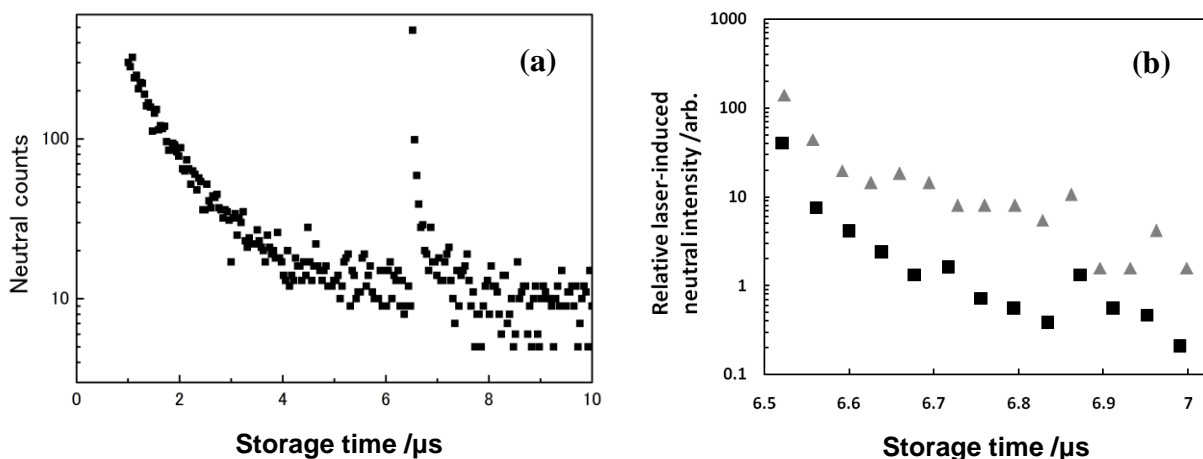 (a)
100
10
Neutral counts
0 2 4 6 8 10
Storage time /µs
(b)
1000
100
10
1
0.1
Relative laser-induced
neutral intensity /arb.
6.5 6.6 6.7 6.8 6.9 7
Storage time /µs